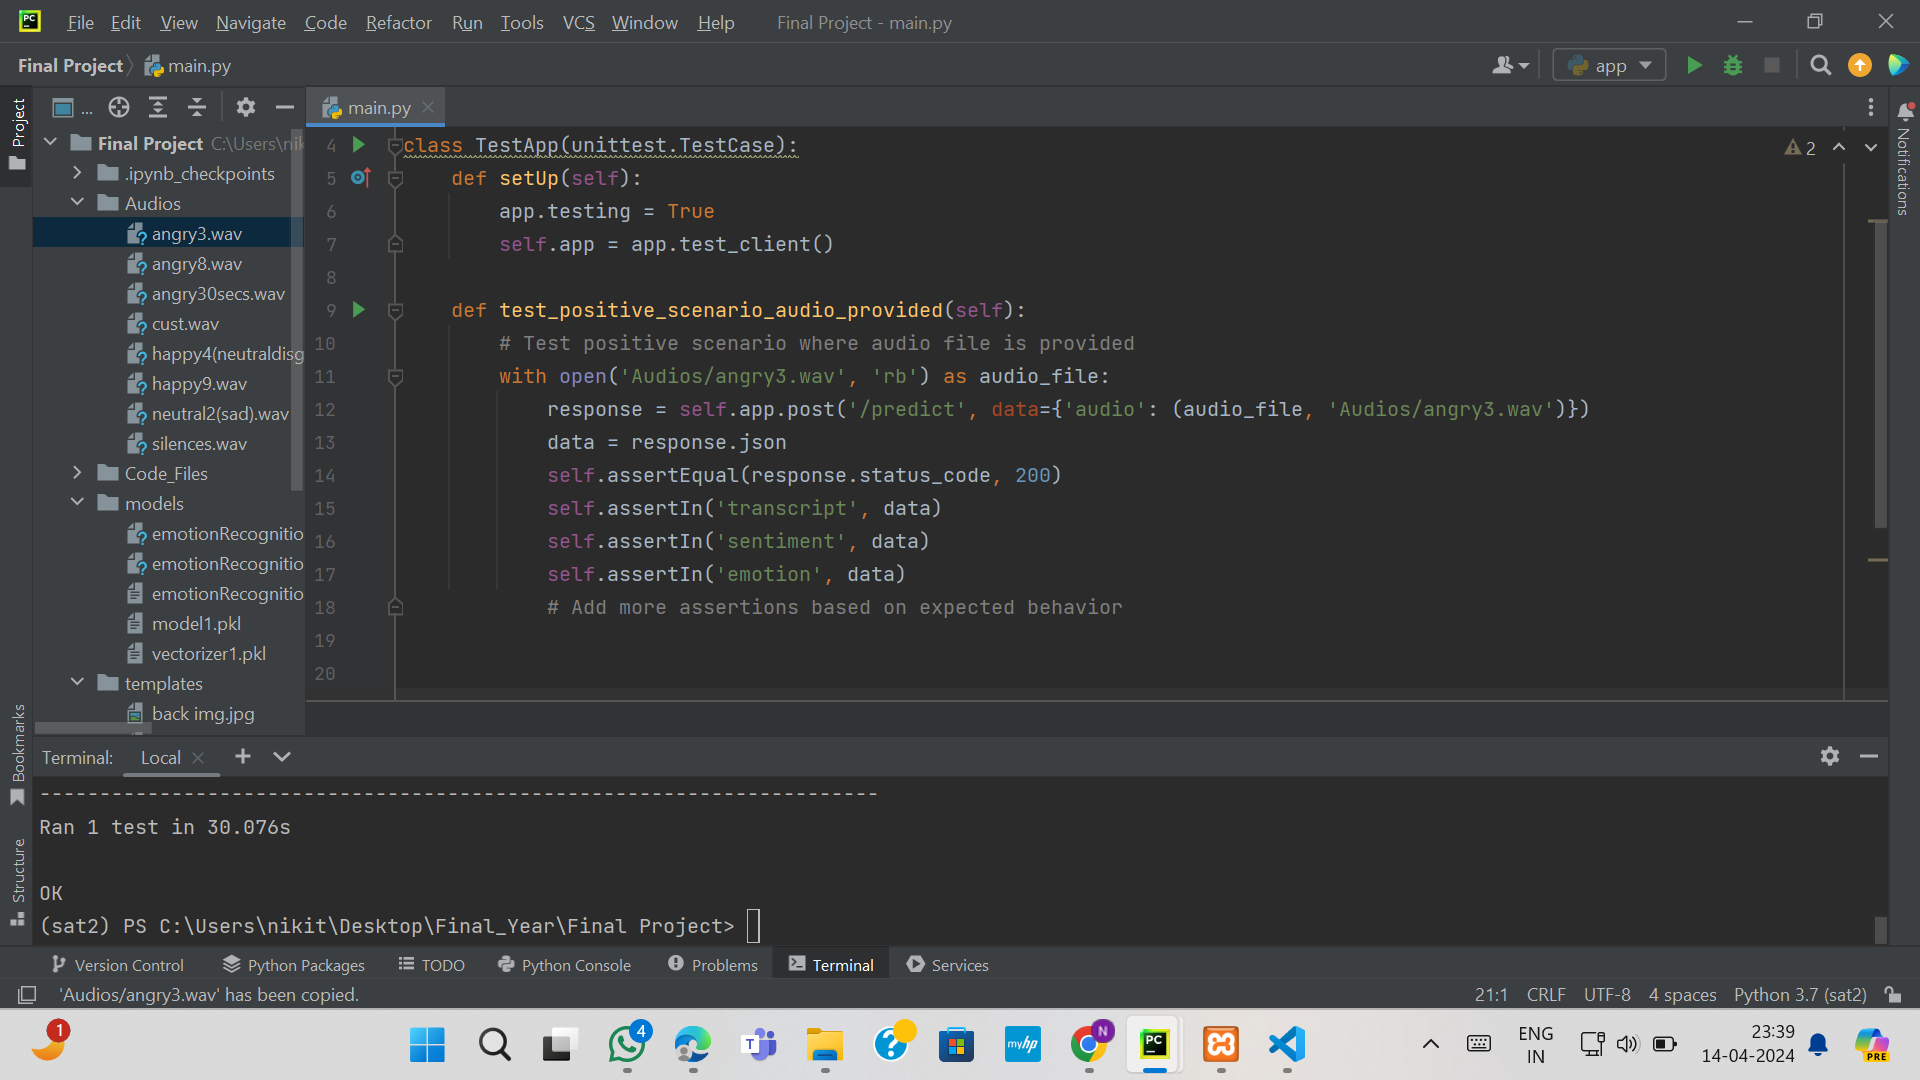 PC File Edit View Navigate Code Refactor Run Tools VCS Window Help Final Project - main.py
Final Project main.py app
Project
...
main.py
Final Project C:\Users\nik
.ipynb_checkpoints
Audios
angry3.wav
angry8.wav
angry30secs.wav
cust.wav
happy4(neutraldisg
happy9.wav
neutral2(sad).wav
silences.wav
Code_Files
models
emotionRecognitio
emotionRecognitio
emotionRecognitio
model1.pkl
vectorizer1.pkl
templates
back img.jpg
4 class TestApp(unittest.TestCase):
5 def setUp(self):
6 app.testing = True
7 self.app = app.test_client()
8
9 def test_positive_scenario_audio_provided(self):
10 # Test positive scenario where audio file is provided
11 with open('Audios/angry3.wav', 'rb') as audio_file:
12 response = self.app.post('/predict', data={'audio': (audio_file, 'Audios/angry3.wav')})
13 data = response.json
14 self.assertEqual(response.status_code, 200)
15 self.assertIn('transcript', data)
16 self.assertIn('sentiment', data)
17 self.assertIn('emotion', data)
18 # Add more assertions based on expected behavior
19
20
2
Notifications
Bookmarks
Structure
Terminal: Local
----------------------------------------------------------------------
Ran 1 test in 30.076s
OK
(sat2) PS C:\Users\nikit\Desktop\Final_Year\Final Project>
Version Control Python Packages TODO Python Console Problems Terminal Services
'Audios/angry3.wav' has been copied. 21:1 CRLF UTF-8 4 spaces Python 3.7 (sat2)
1
4
T
?
myhp
N
PC
ENG
IN
23:39
14-04-2024
PRE